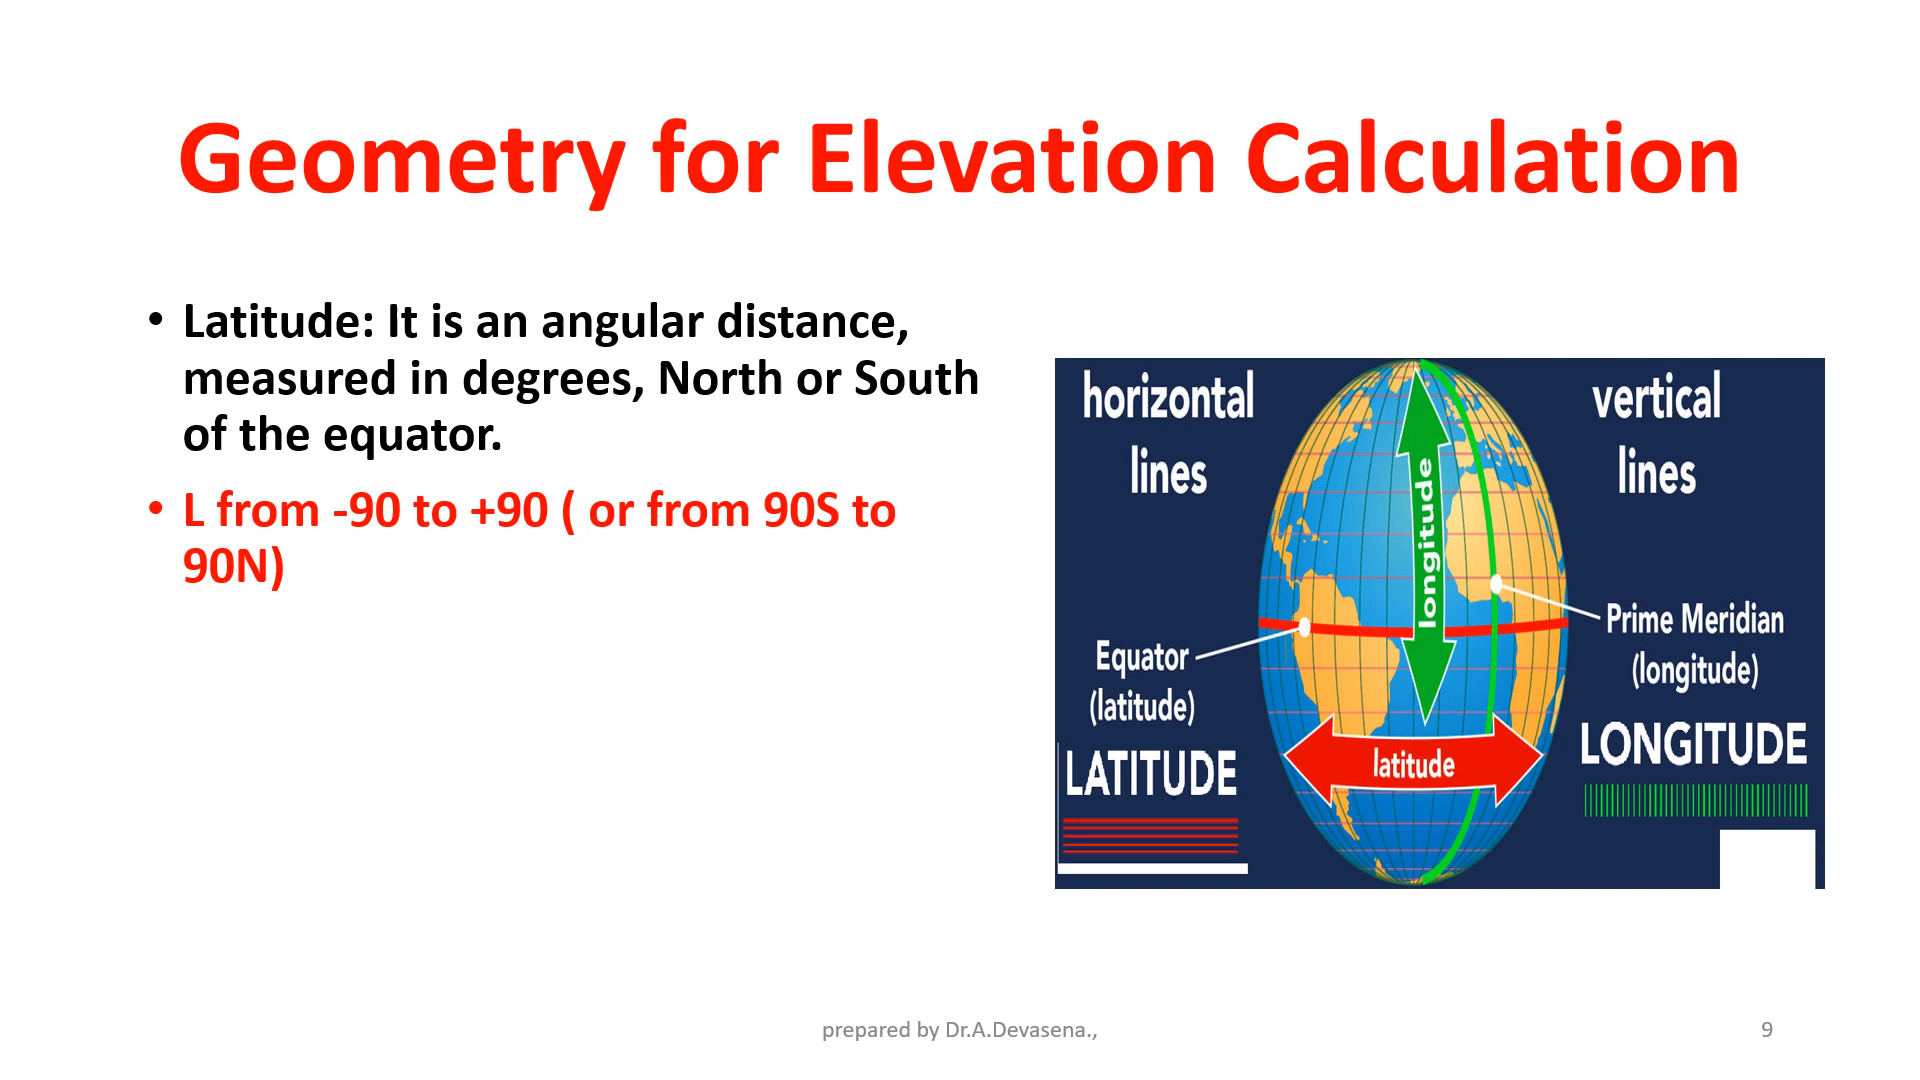 Geometry for Elevation Calculation
• Latitude: It is an angular distance,
measured in degrees, North or South
of the equator.
• L from -90 to +90 ( or from 90S to
90N)
horizontal
lines
vertical
lines
longitude
Equator
(latitude)
Prime Meridian
(longitude)
LATITUDE
latitude
LONGITUDE
prepared by Dr.A.Devasena.,
9